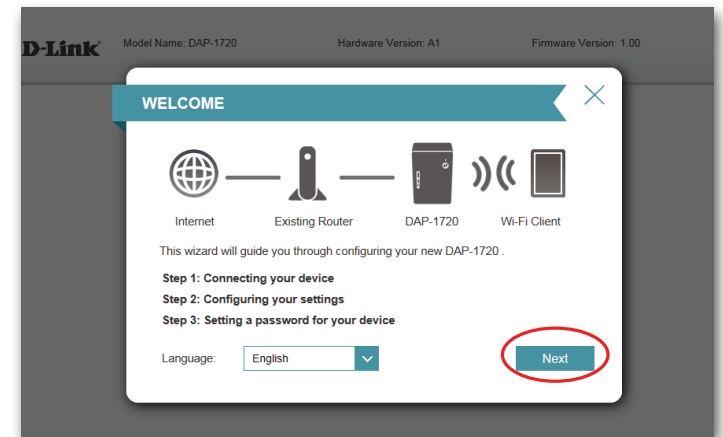 D-Link
Model Name: DAP-1720 Hardware Version: A1 Firmware Version: 1.00
WELCOME
Internet Existing Router DAP-1720 Wi-Fi Client
This wizard will guide you through configuring your new DAP-1720 .
Step 1: Connecting your device
Step 2: Configuring your settings
Step 3: Setting a password for your device
Language: English Next